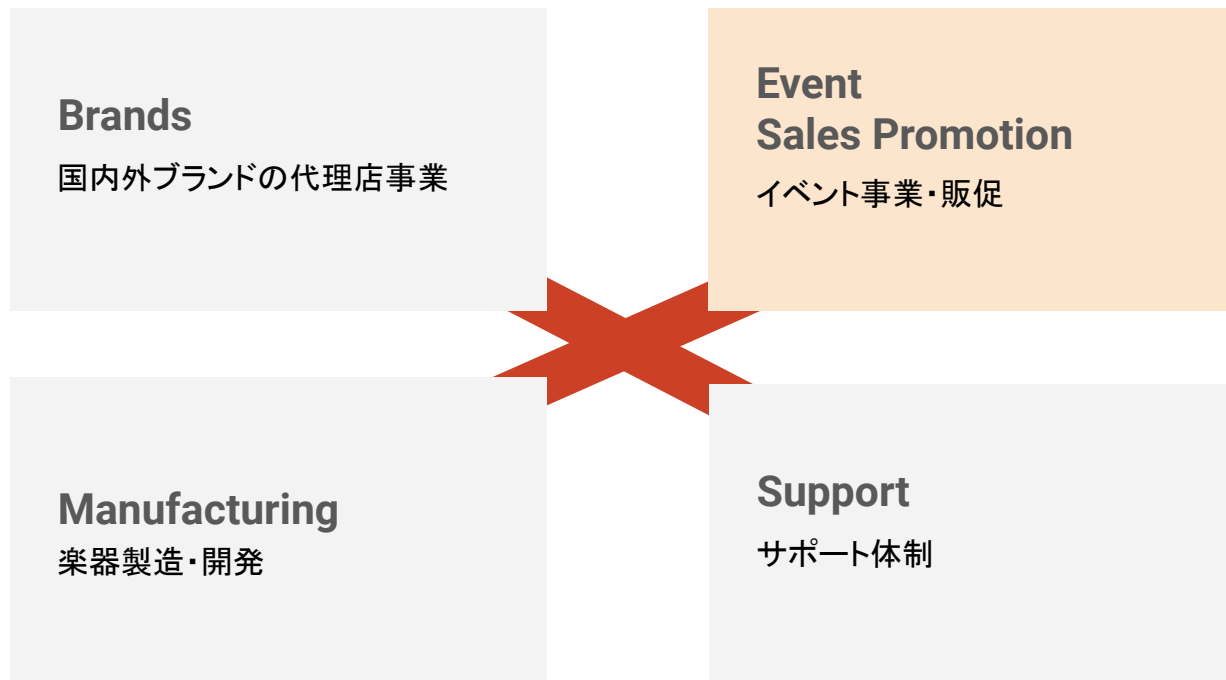 Brands
国内外ブランドの代理店事業
Event
Sales Promotion
イベント事業・販促
Manufacturing
楽器製造・開発
Support
サポート体制